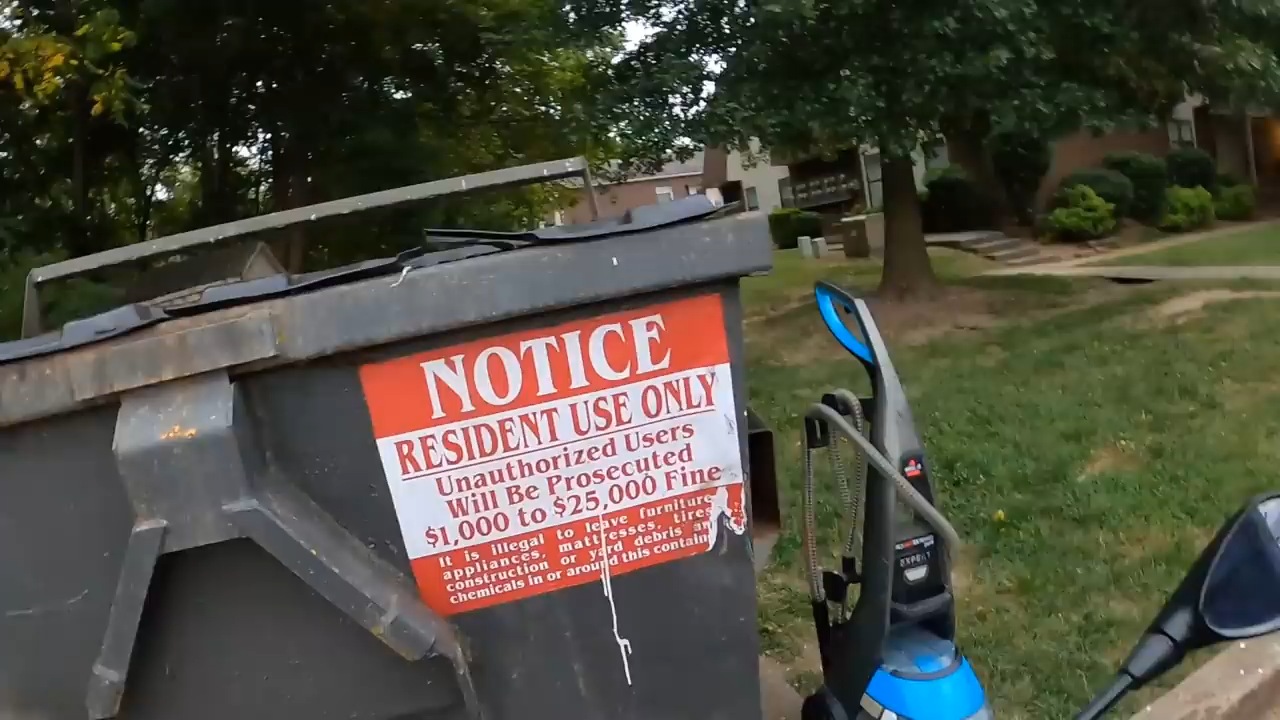 NOTICE
RESIDENT USE ONLY
Unauthorized Users
Will Be Prosecuted
$1,000 to $25,000 Fine
It is illegal to leave furniture
appliances, mattresses, tires
construction or yard debris an
chemicals in or around this contain
EXPERT